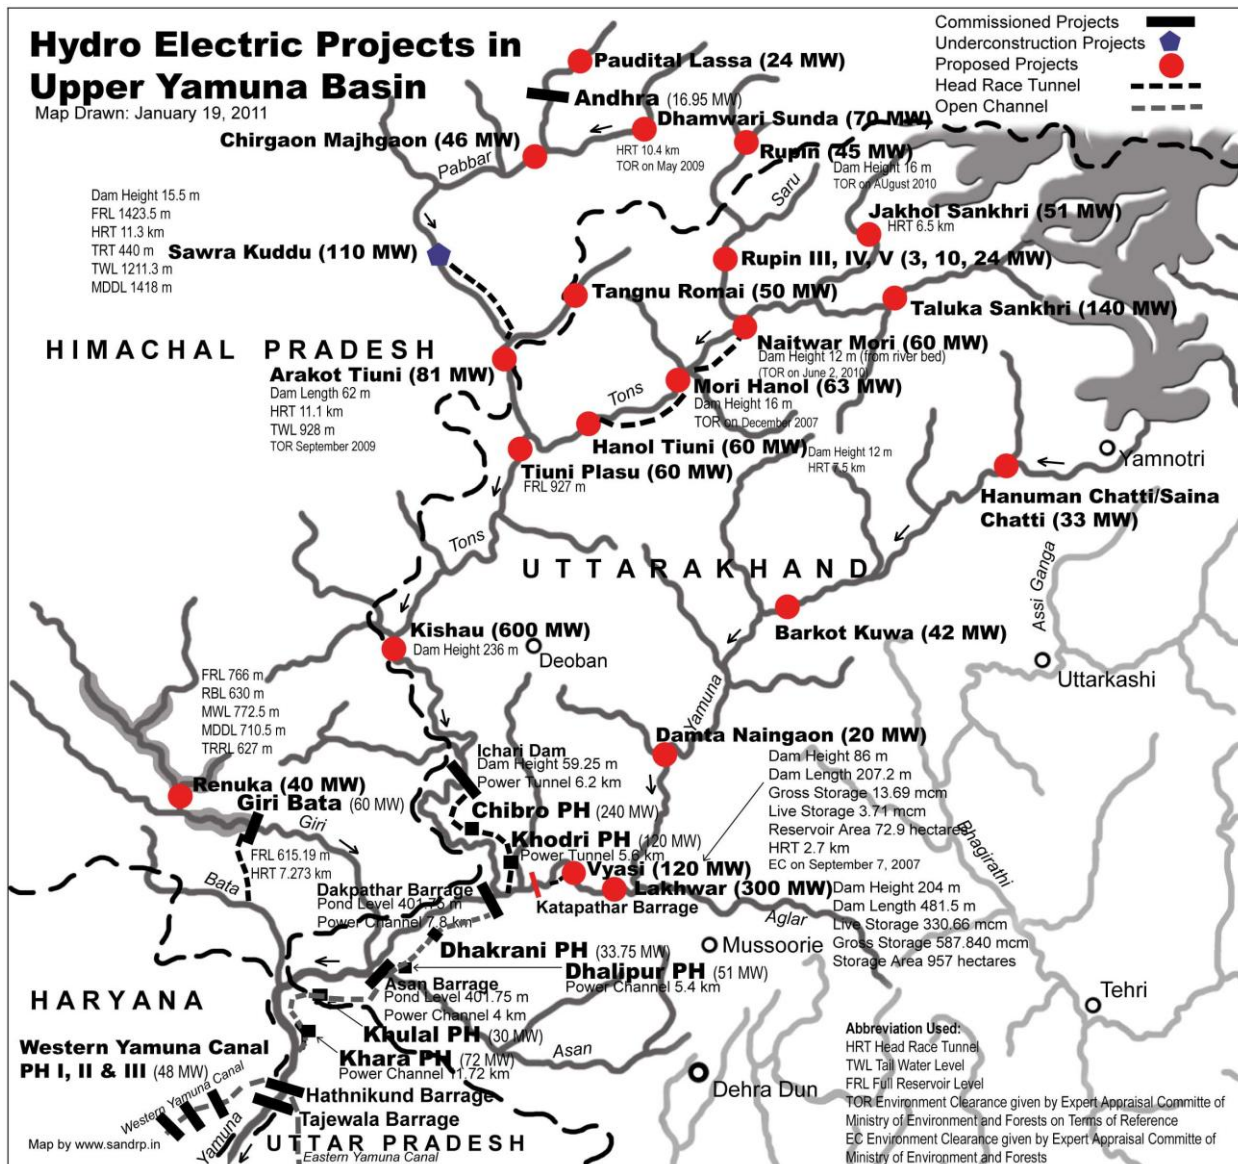 Hydro Electric Projects in
Upper Yamuna Basin
Map Drawn: January 19, 2011
Commissioned Projects
Underconstruction Projects
Proposed Projects
Head Race Tunnel
Open Channel
Paudital Lassa (24 MW)
Andhra (16.95 MW)
Dhamwari Sunda (70 MW)
HRT 10.4 km
TOR on May 2009
Chirgaon Majhgaon (46 MW)
Pabbar
Rupin (45 MW)
Dam Height 16 m
TOR on AUgust 2010
Saru
Jakhol Sankhri (51 MW)
HRT 6.5 km
Dam Height 15.5 m
FRL 1423.5 m
HRT 11.3 km
TRT 440 m
TWL 1211.3 m
MDDL 1418 m
Sawra Kuddu (110 MW)
Rupin III, IV, V (3, 10, 24 MW)
Tangnu Romai (50 MW)
Taluka Sankhri (140 MW)
Naitwar Mori (60 MW)
Dam Height 12 m (from river bed)
(TOR on June 2, 2010)
HIMACHAL PRADESH
Arakot Tiuni (81 MW)
Dam Length 62 m
HRT 11.1 km
TWL 928 m
TOR September 2009
Mori Hanol (63 MW)
Dam Height 16 m
TOR on December 2007
Tons
Hanol Tiuni (60 MW)
Dam Height 12 m
HRT 7.5 km
Tiuni Plasu (60 MW)
FRL 927 m
Yamnotri
Hanuman Chatti/Saina
Chatti (33 MW)
Tons
UTTARAKHAND
Assi Ganga
Barkot Kuwa (42 MW)
Kishau (600 MW)
Dam Height 236 m
Deoban
Uttarkashi
FRL 766 m
RBL 630 m
MWL 772.5 m
MDDL 710.5 m
TRRL 627 m
Yamuna
Damta Naingaon (20 MW)
Dam Height 86 m
Dam Length 207.2 m
Gross Storage 13.69 mcm
Live Storage 3.71 mcm
Reservoir Area 72.9 hectares
HRT 2.7 km
EC on September 7, 2007
Bhagirathi
Ichari Dam
Dam Height 59.25 m
Power Tunnel 6.2 km
Renuka (40 MW)
Giri Bata (60 MW)
Giri
FRL 615.19 m
HRT 7.273 km
Bata
Chibro PH (240 MW)
Khodri PH (120 MW)
Power Tunnel 5.6 km
Vyasi (120 MW)
Lakhwar (300 MW)
Dam Height 204 m
Dam Length 481.5 m
Live Storage 330.66 mcm
Gross Storage 587.840 mcm
Storage Area 957 hectares
Katapathar Barrage
Aglar
Dakpathar Barrage
Pond Level 401.75 m
Power Channel 7.8 km
Mussoorie
Dhakrani PH (33.75 MW)
Dhalipur PH (51 MW)
Power Channel 5.4 km
Tehri
Asan Barrage
Pond Level 401.75 m
Power Channel 4 km
HARYANA
Khulal PH (30 MW)
Khara PH (72 MW)
Power Channel 11.72 km
Asan
Dehra Dun
Western Yamuna Canal
PH I, II & III (48 MW)
Western Yamuna Canal
Hathnikund Barrage
Tajewala Barrage
Yamuna
UTTAR PRADESH
Eastern Yamuna Canal
Map by www.sandrp.in
Abbreviation Used:
HRT Head Race Tunnel
TWL Tail Water Level
FRL Full Reservoir Level
TOR Environment Clearance given by Expert Appraisal Committe of
Ministry of Environment and Forests on Terms of Reference
EC Environment Clearance given by Expert Appraisal Committe of
Ministry of Environment and Forests